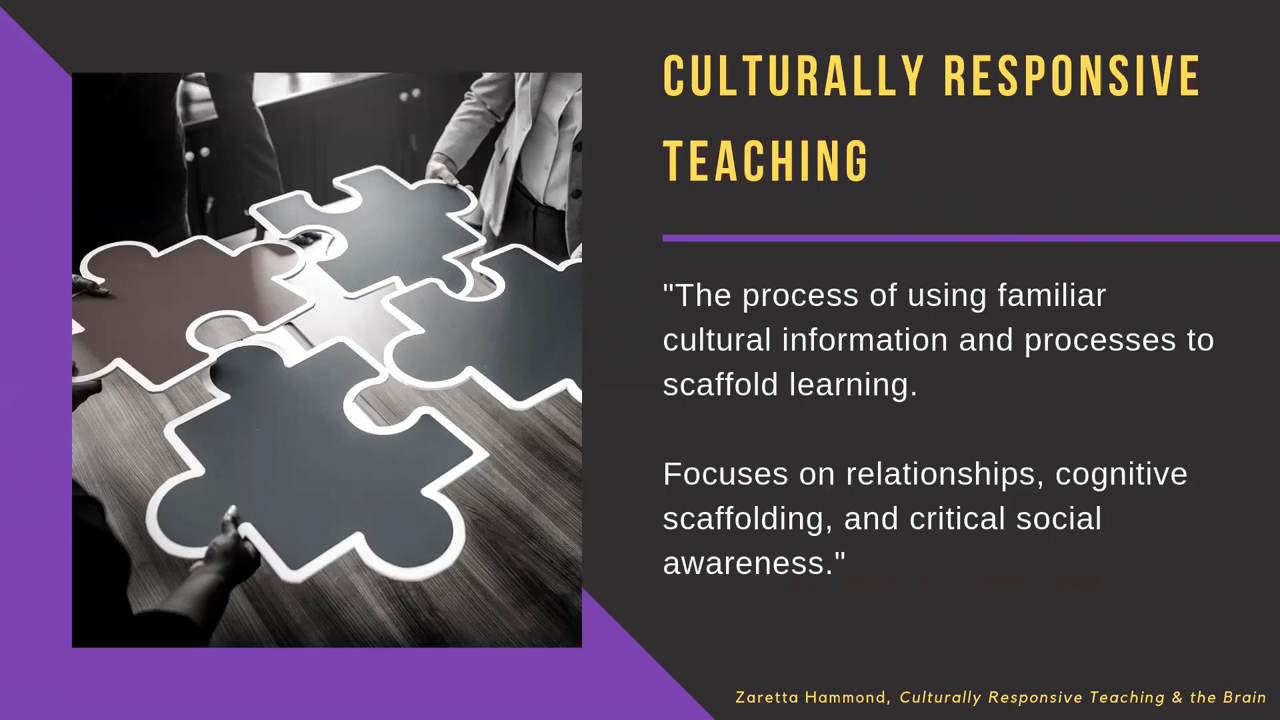 CULTURALLY RESPONSIVE
TEACHING
"The process of using familiar
cultural information and processes to
scaffold learning.
Focuses on relationships, cognitive
scaffolding, and critical social
awareness."
Zaretta Hammond, Culturally Responsive Teaching & the Brain